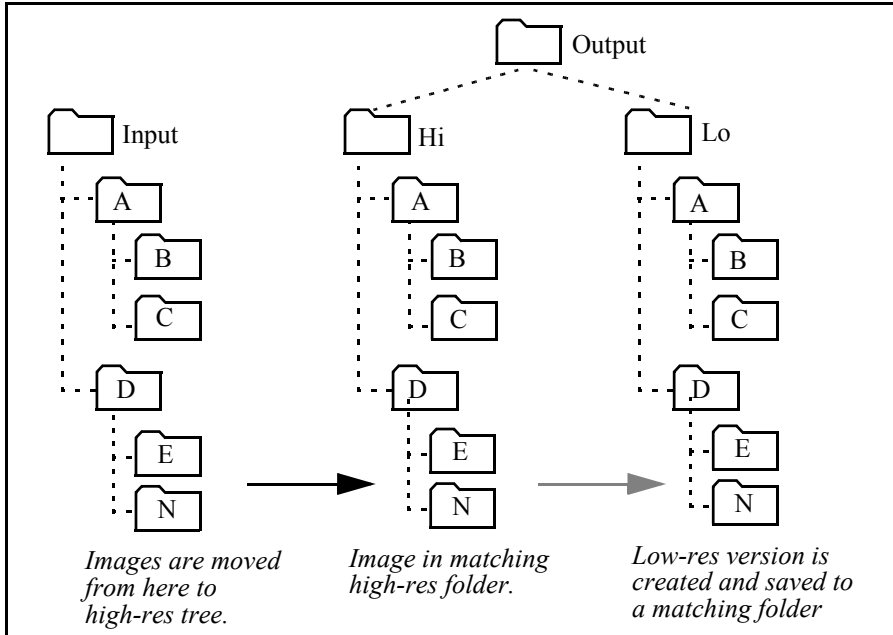 Output
Input
Hi
Lo
A
A
A
B
B
B
C
C
C
D
D
D
E
E
E
N
N
N
Images are moved
from here to
high-res tree.
Image in matching
high-res folder.
Low-res version is
created and saved to
a matching folder